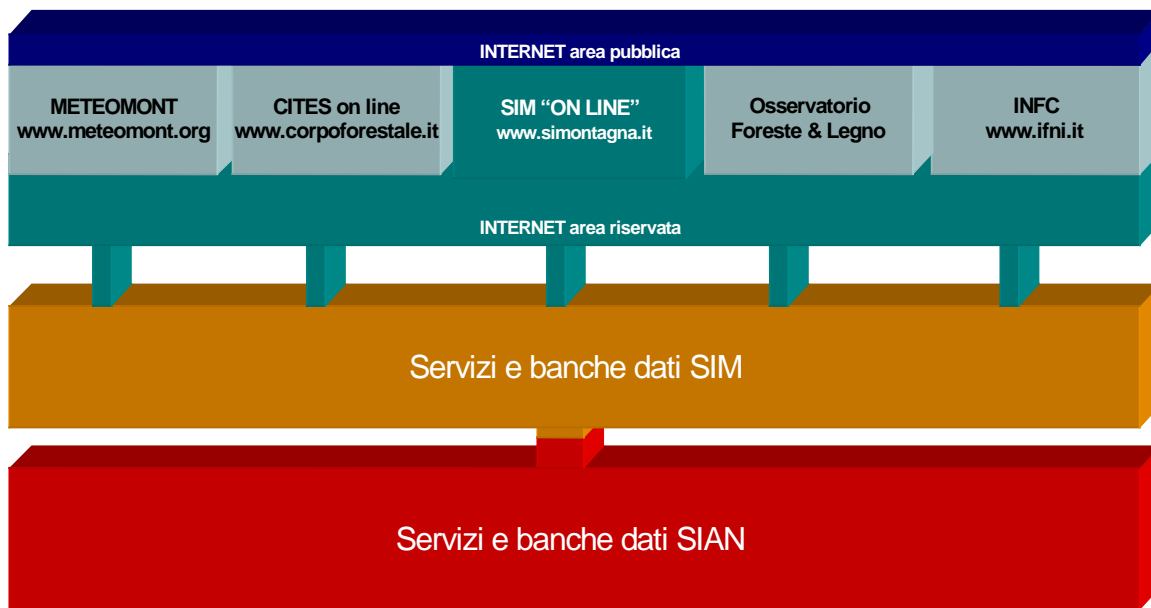 INTERNET area pubblica
METEOMONT
www.meteomont.org
CITES on line
www.corpoforestale.it
SIM “ON LINE”
www.simontagna.it
Osservatorio
Foreste & Legno
INFC
www.ifni.it
INTERNET area riservata
Servizi e banche dati SIM
Servizi e banche dati SIAN